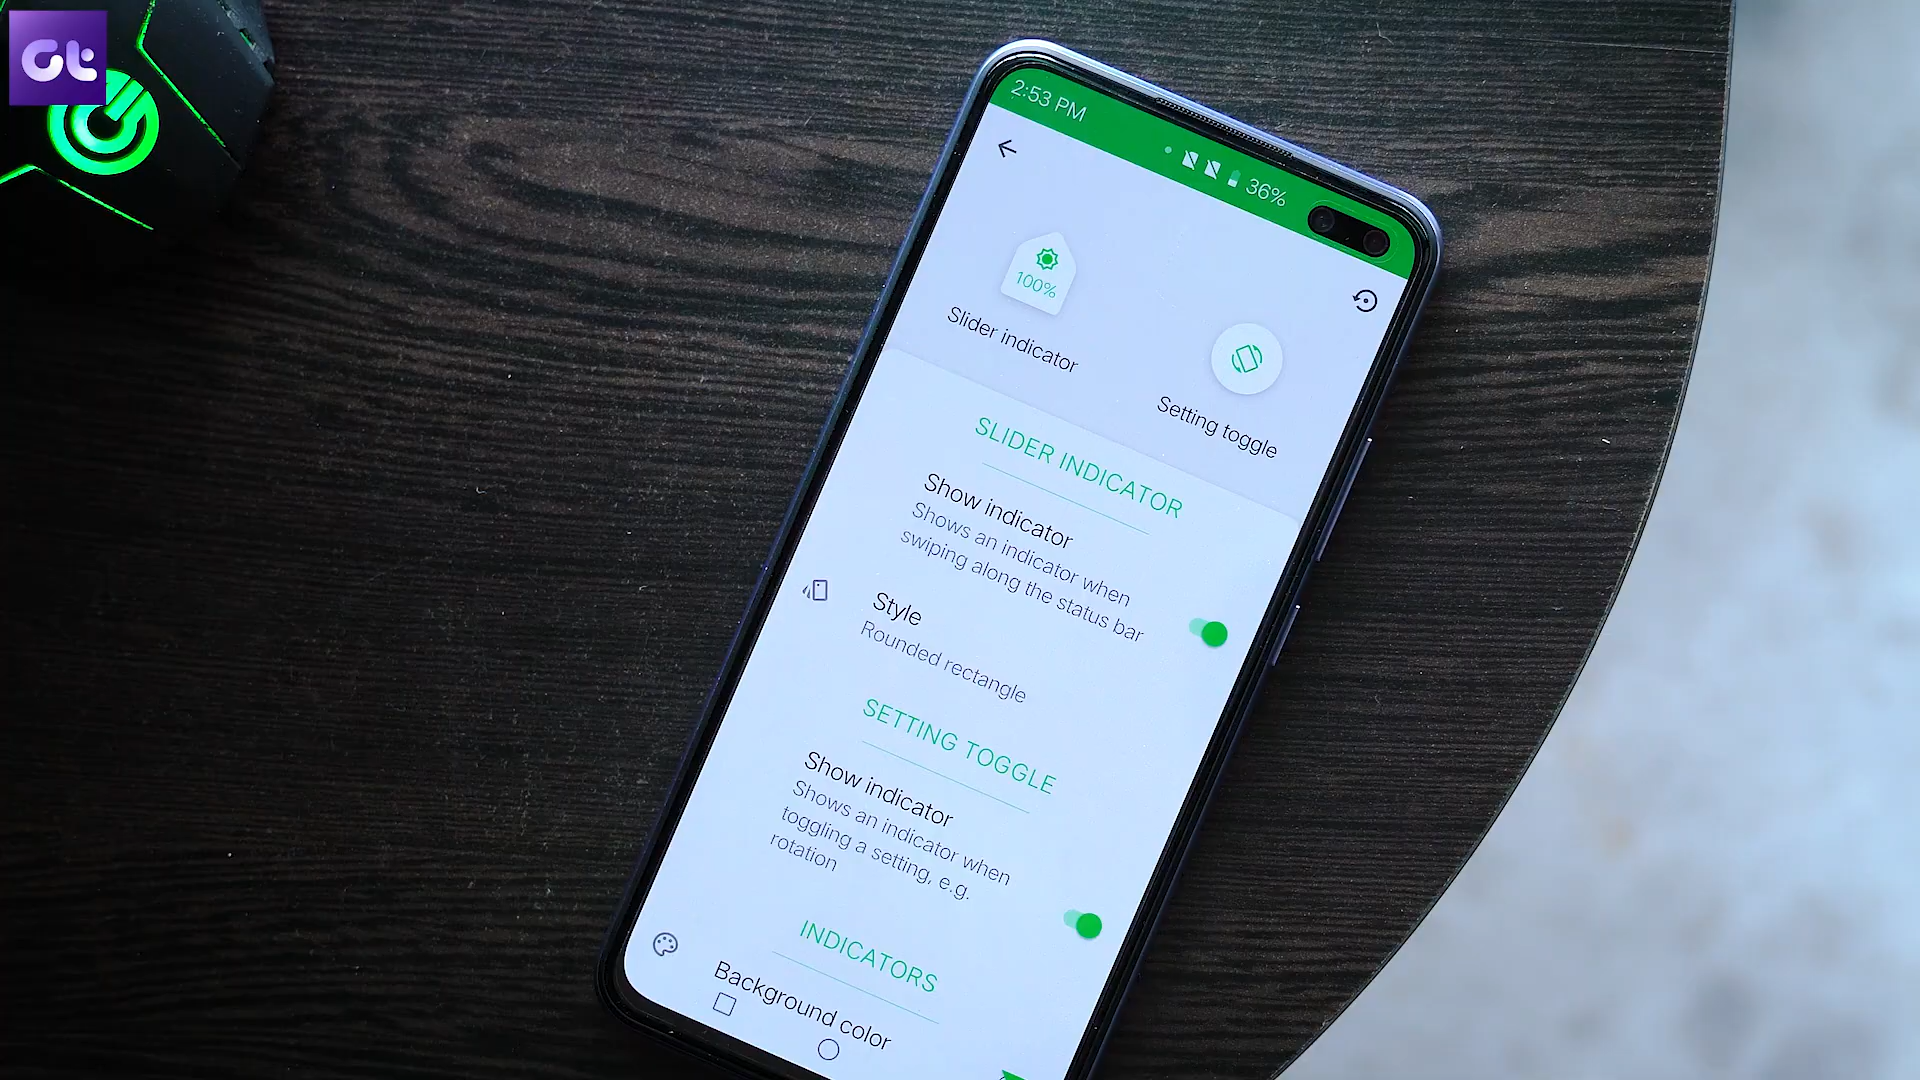 Gt
2:53 PM
36%
100%
Slider indicator
Setting toggle
SLIDER INDICATOR
Show indicator
Shows an indicator when
swiping along the status bar
Style
Rounded rectangle
SETTING TOGGLE
Show indicator
Shows an indicator when
toggling a setting, e.g.
rotation
INDICATORS
Background color